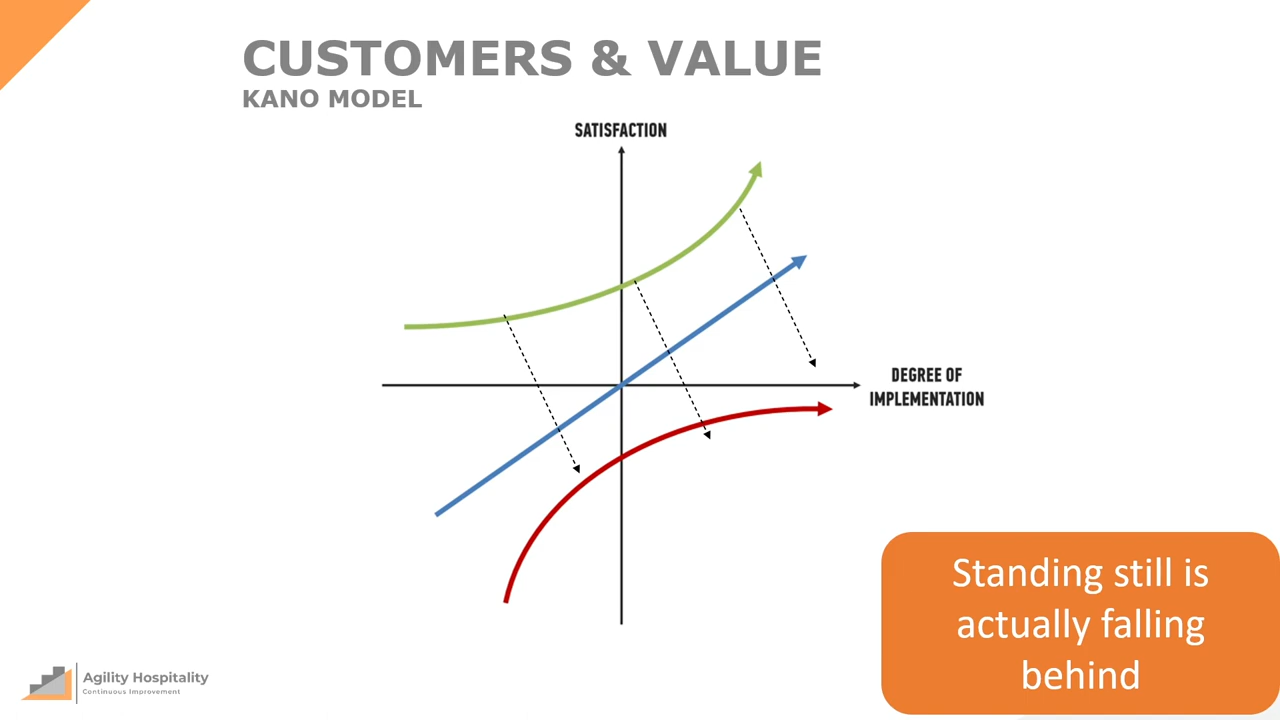 CUSTOMERS & VALUE
KANO MODEL
SATISFACTION
DEGREE OF
IMPLEMENTATION
Standing still is
actually falling
behind
Agility Hospitality
Continuous Improvement